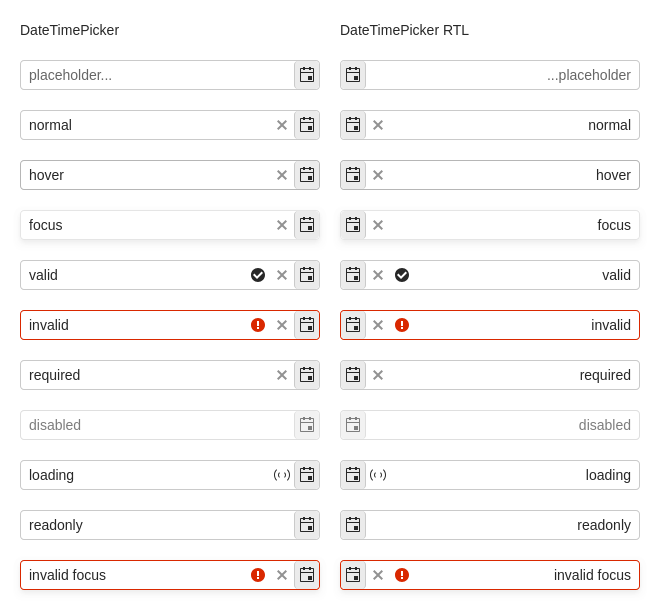 DateTimePicker
placeholder...
normal
hover
focus
valid
invalid
required
disabled
loading
readonly
invalid focus
DateTimePicker RTL
...placeholder
normal
hover
focus
valid
invalid
required
disabled
loading
readonly
invalid focus